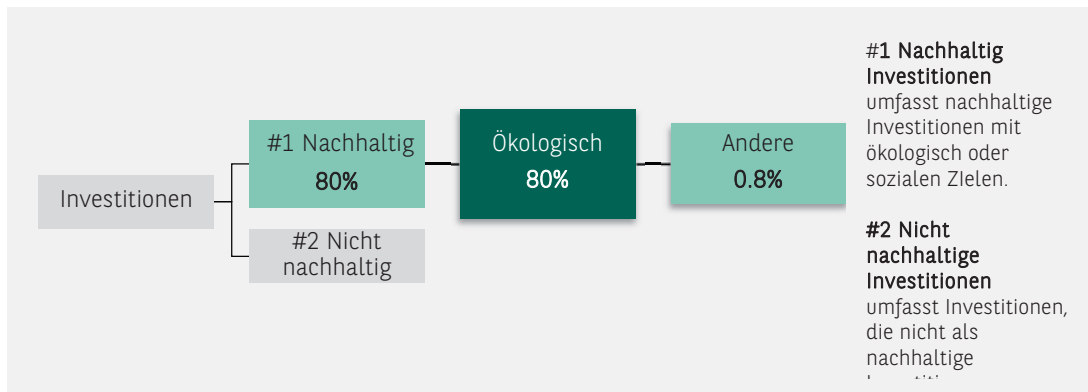 Investitionen
#1 Nachhaltig
80%
#2 Nicht
nachhaltig
Ökologisch
80%
Andere
0.8%
#1 Nachhaltig
Investitionen
umfasst nachhaltige
Investitionen mit
ökologisch oder
sozialen ZIelen.
#2 Nicht
nachhaltige
Investitionen
umfasst Investitionen,
die nicht als
nachhaltige